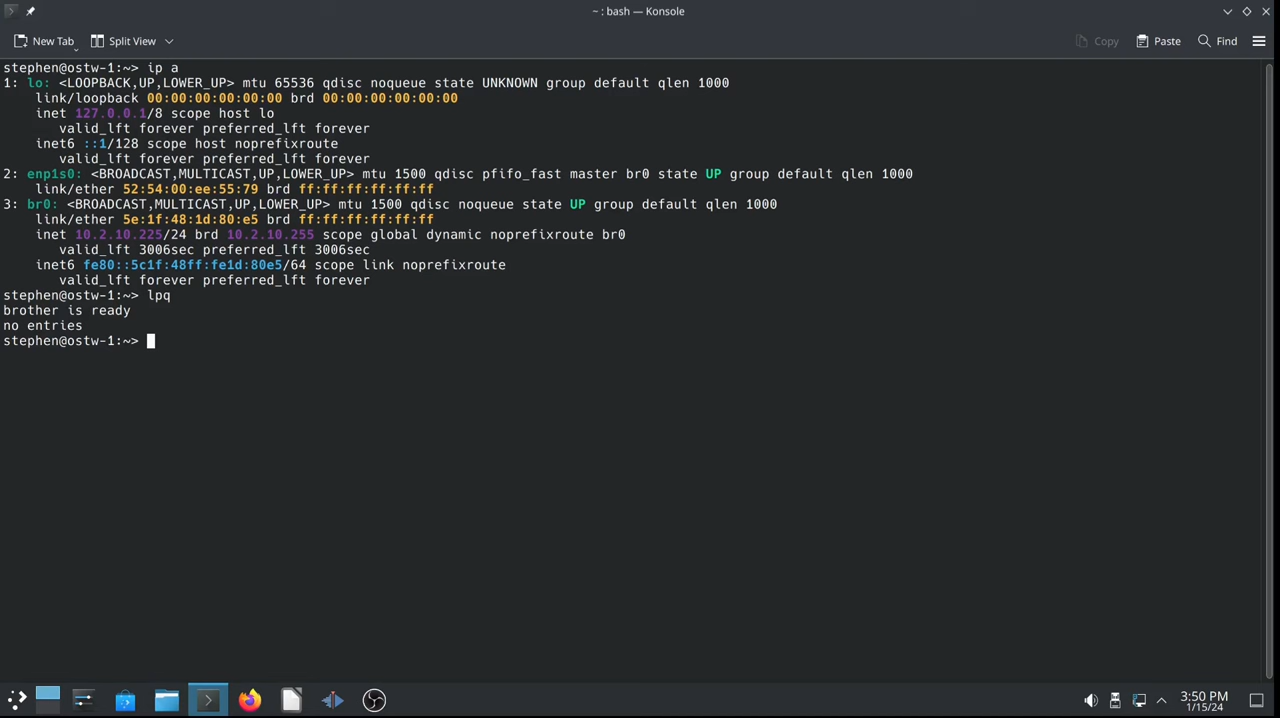 ~ : bash — Konsole
New Tab Split View Copy Paste Find
stephen@ostw-1:~> ip a
1: lo: <LOOPBACK,UP,LOWER_UP> mtu 65536 qdisc noqueue state UNKNOWN group default qlen 1000
    link/loopback 00:00:00:00:00:00 brd 00:00:00:00:00:00
    inet 127.0.0.1/8 scope host lo
       valid_lft forever preferred_lft forever
    inet6 ::1/128 scope host noprefixroute
       valid_lft forever preferred_lft forever
2: enp1s0: <BROADCAST,MULTICAST,UP,LOWER_UP> mtu 1500 qdisc pfifo_fast master br0 state UP group default qlen 1000
    link/ether 52:54:00:ee:55:79 brd ff:ff:ff:ff:ff:ff
3: br0: <BROADCAST,MULTICAST,UP,LOWER_UP> mtu 1500 qdisc noqueue state UP group default qlen 1000
    link/ether 5e:1f:48:1d:80:e5 brd ff:ff:ff:ff:ff:ff
    inet 10.2.10.225/24 brd 10.2.10.255 scope global dynamic noprefixroute br0
       valid_lft 3006sec preferred_lft 3006sec
    inet6 fe80::5c1f:48ff:fe1d:80e5/64 scope link noprefixroute
       valid_lft forever preferred_lft forever
stephen@ostw-1:~> lpq
brother is ready
no entries
stephen@ostw-1:~>
3:50 PM
1/15/24